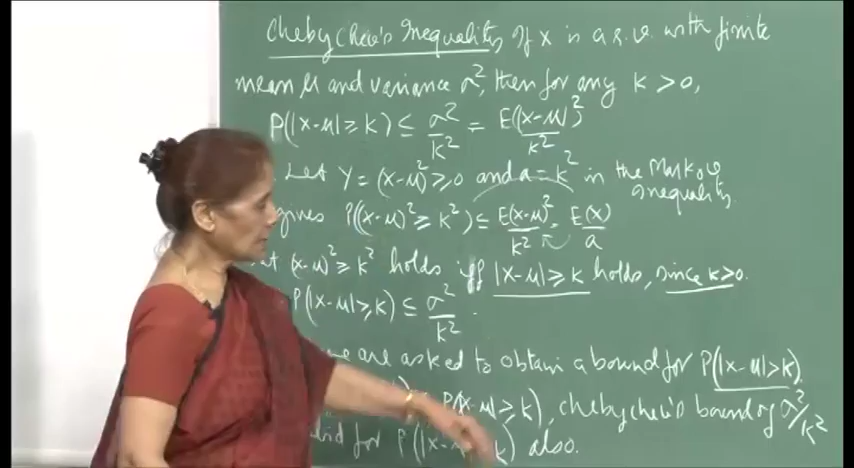 Chebychev's Inequality If X is a r.v. with finite
mean μ and variance σ², then for any k > 0,
P(|X-μ| ≥ k) ≤ σ²/k² = E((X-μ)²)/k²
Let Y = (X-μ)² ≥ 0 and a = k² in the Markov
inequality
gives P((X-μ)² ≥ k²) ≤ E(X-μ)²/k², E(X)/a
(X-μ)² ≥ k² holds iff |X-μ| ≥ k holds, since k>0.
P(|X-μ| ≥ k) ≤ σ²/k².
are asked to obtain a bound for P(|X-μ|>k)
P(|X-μ| ≥ k), chebychev's bound of σ²/k²
for P(|X- k) also.